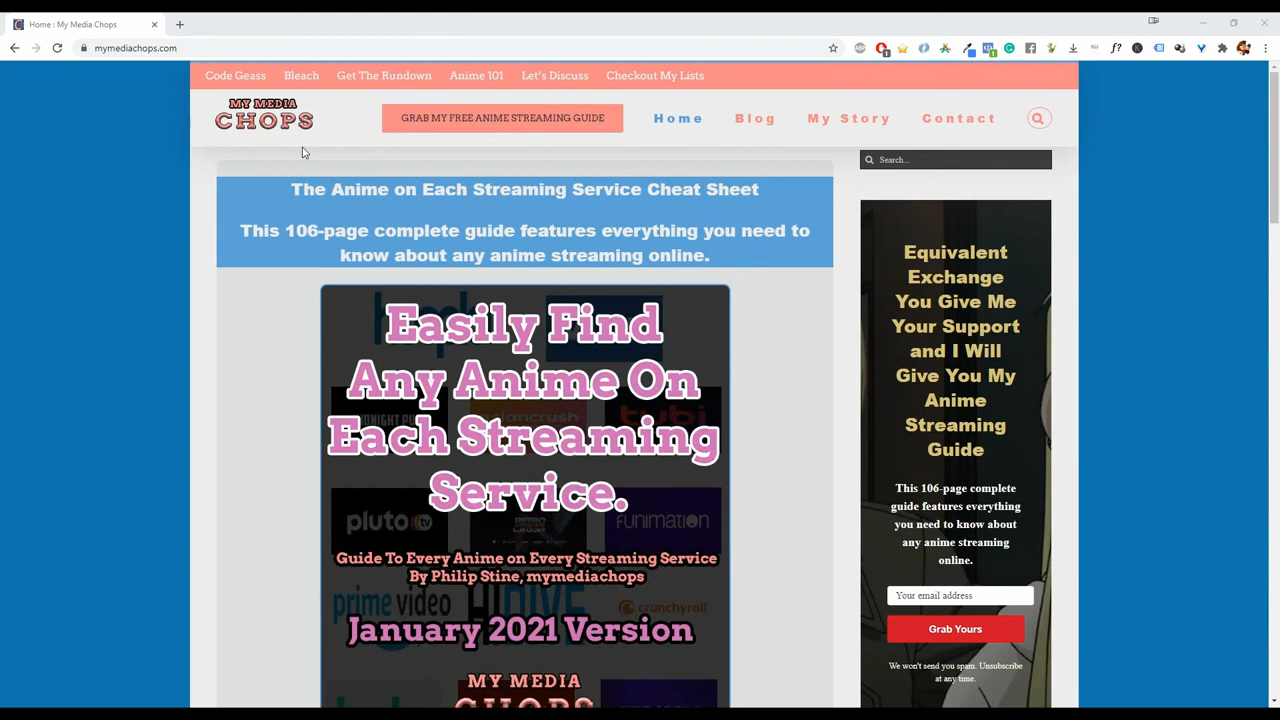 Home : My Media Chops
mymediachops.com
Code Geass Bleach Get The Rundown Anime 101 Let's Discuss Checkout My Lists
MY MEDIA
CHOPS
GRAB MY FREE ANIME STREAMING GUIDE
Home Blog My Story Contact
Search...
The Anime on Each Streaming Service Cheat Sheet
This 106-page complete guide features everything you need to
know about any anime streaming online.
Easily Find
Any Anime On
Each Streaming
Service.
pluto tv
FUNIMATION
Guide To Every Anime on Every Streaming Service
By Philip Stine, mymediachops
prime video
HIDIVE
crunchyroll
January 2021 Version
MY MEDIA
CHOPS
Equivalent
Exchange
You Give Me
Your Support
and I Will
Give You My
Anime
Streaming
Guide
This 106-page complete
guide features everything
you need to know about
any anime streaming
online.
Your email address
Grab Yours
We won't send you spam. Unsubscribe
at any time.